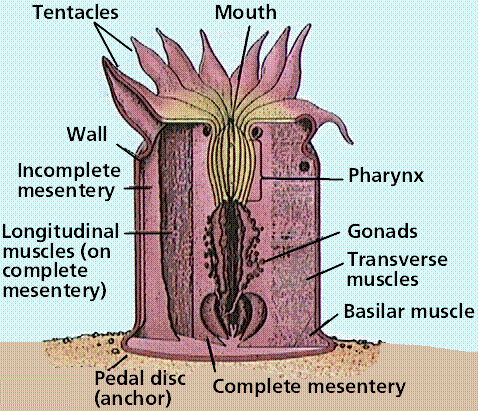 Tentacles
Mouth
Wall
Incomplete
mesentery
Pharynx
Longitudinal
muscles (on
complete
mesentery)
Gonads
Transverse
muscles
Basilar muscle
Pedal disc
(anchor)
Complete mesentery